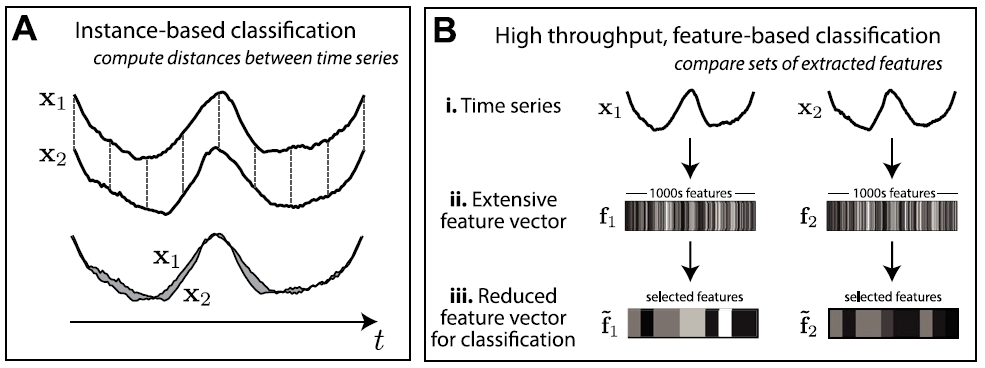 A
Instance-based classification
compute distances between time series
x₁
x₂
x₁
x₂
t
B
High throughput, feature-based classification
compare sets of extracted features
i. Time series
x₁
x₂
ii. Extensive
feature vector
1000s features
1000s features
f₁
f₂
iii. Reduced
feature vector
for classification
selected features
selected features
f̃₁
f̃₂